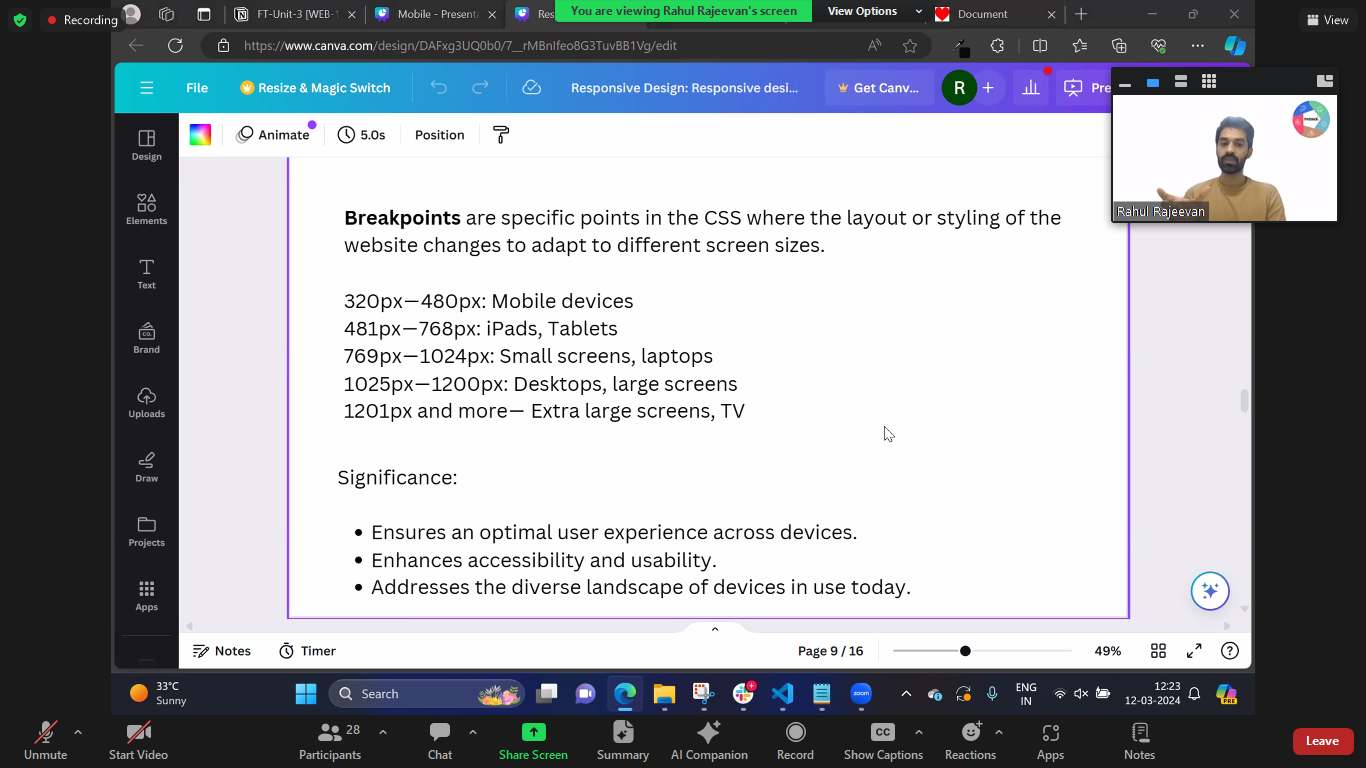 Recording
FT-Unit-3 [WEB-1
Mobile - Presenta
Res
You are viewing Rahul Rajeevan's screen
View Options
Document
View
https://www.canva.com/design/DAFxg3UQ0b0/7__rMBnIfeo8G3TuvBB1Vg/edit
File
Resize & Magic Switch
Responsive Design: Responsive desi...
Get Canv...
R
Pre
Animate
5.0s
Position
Rahul Rajeevan
Design
Elements
Text
Brand
Uploads
Draw
Projects
Apps
Breakpoints are specific points in the CSS where the layout or styling of the
website changes to adapt to different screen sizes.
320px—480px: Mobile devices
481px—768px: iPads, Tablets
769px—1024px: Small screens, laptops
1025px—1200px: Desktops, large screens
1201px and more— Extra large screens, TV
Significance:
• Ensures an optimal user experience across devices.
• Enhances accessibility and usability.
• Addresses the diverse landscape of devices in use today.
Notes
Timer
Page 9 / 16
49%
33°C
Sunny
Search
zoom
ENG
IN
12:23
12-03-2024
PRE
Unmute
Start Video
Participants
28
Chat
Share Screen
Summary
AI Companion
Record
CC
Show Captions
Reactions
Apps
Notes
Leave